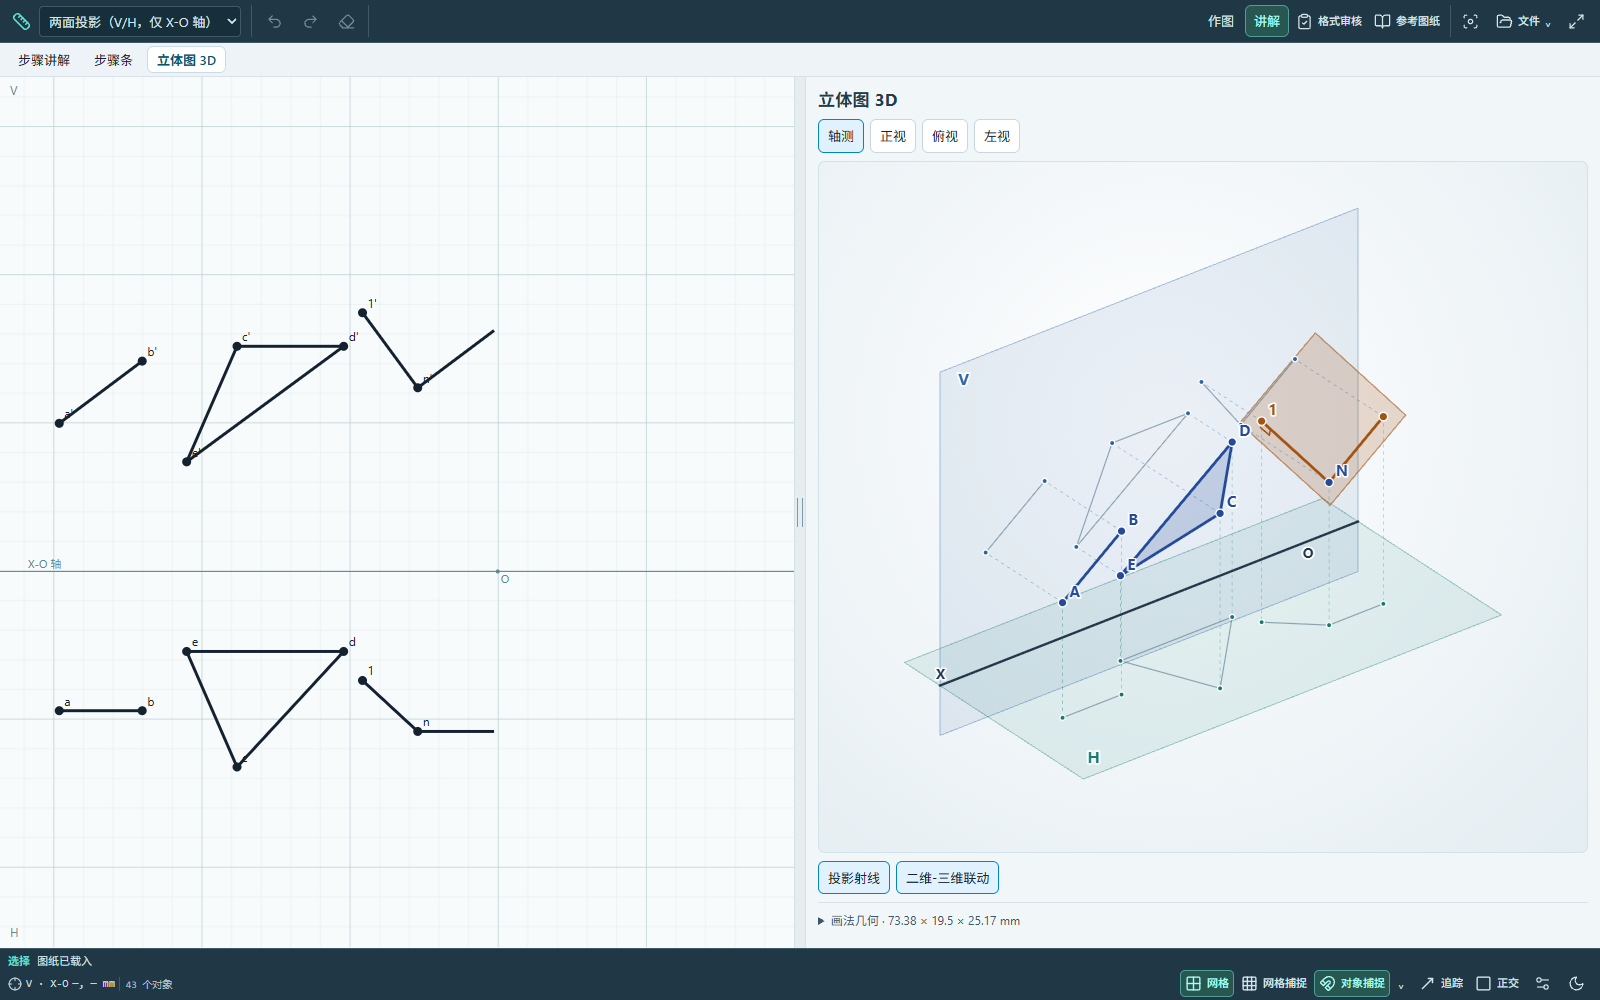 两面投影（V/H，仅 X-O 轴）
作图
讲解
格式审核
参考图纸
文件
步骤讲解
步骤条
立体图 3D
V
1'
c'
d'
b'
a'
n'
e'
X-O 轴
O
e
d
1
a
b
n
c
H
立体图 3D
轴测
正视
俯视
左视
V
1
D
N
C
B
E
O
A
X
H
投影射线
二维-三维联动
画法几何 · 73.38 × 19.5 × 25.17 mm
选择 图纸已载入
V · X-O —, — mm
43 个对象
网格
网格捕捉
对象捕捉
追踪
正交